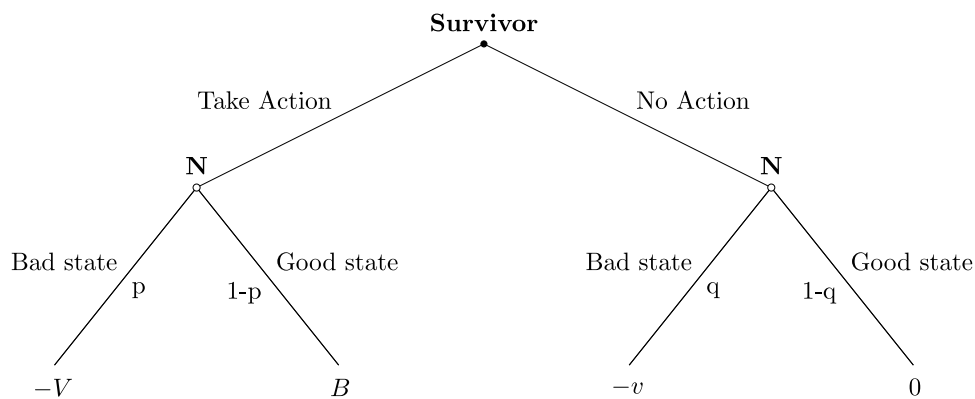 Survivor
Take Action
No Action
N
N
Bad state
Good state
Bad state
Good state
p
1-p
q
1-q
−V
B
−v
0